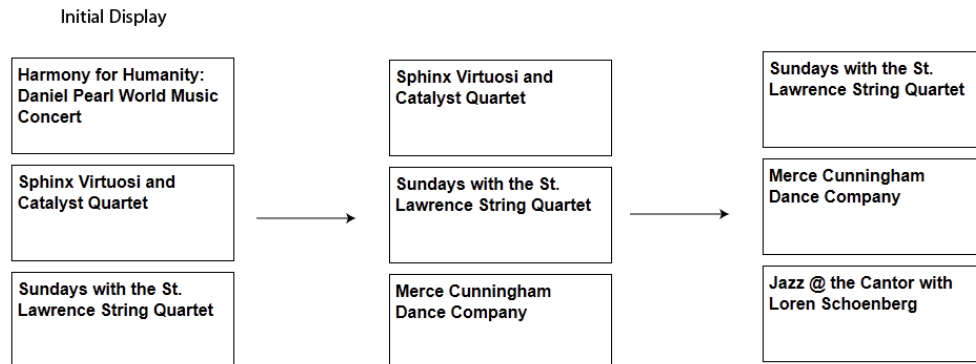 Initial Display
Harmony for Humanity:
Daniel Pearl World Music
Concert
Sphinx Virtuosi and
Catalyst Quartet
Sundays with the St.
Lawrence String Quartet
Sphinx Virtuosi and
Catalyst Quartet
Sundays with the St.
Lawrence String Quartet
Merce Cunningham
Dance Company
Sundays with the St.
Lawrence String Quartet
Merce Cunningham
Dance Company
Jazz @ the Cantor with
Loren Schoenberg